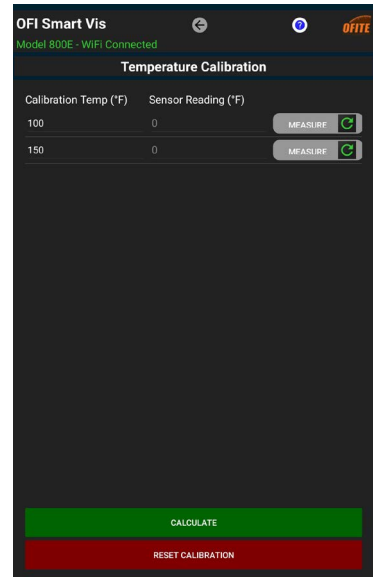 OFI Smart Vis ? OFITE
Model 800E - WiFi Connected
Temperature Calibration
Calibration Temp (°F) Sensor Reading (°F)
100 0 MEASURE
150 0 MEASURE
CALCULATE
RESET CALIBRATION